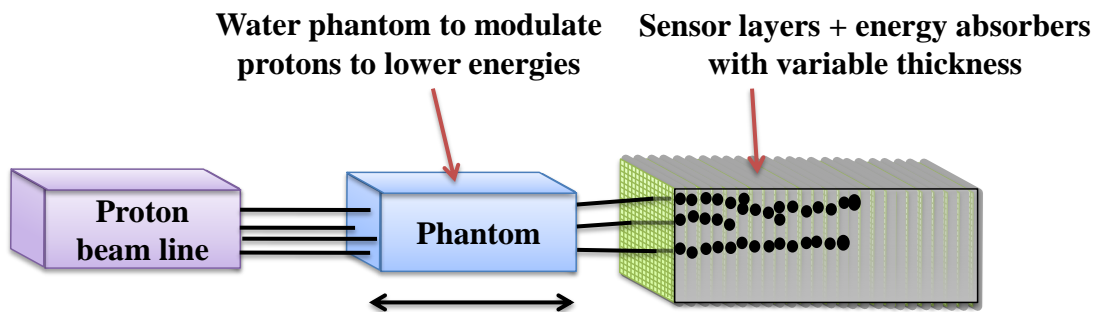 Water phantom to modulate
protons to lower energies
Sensor layers + energy absorbers
with variable thickness
Proton
beam line
Phantom